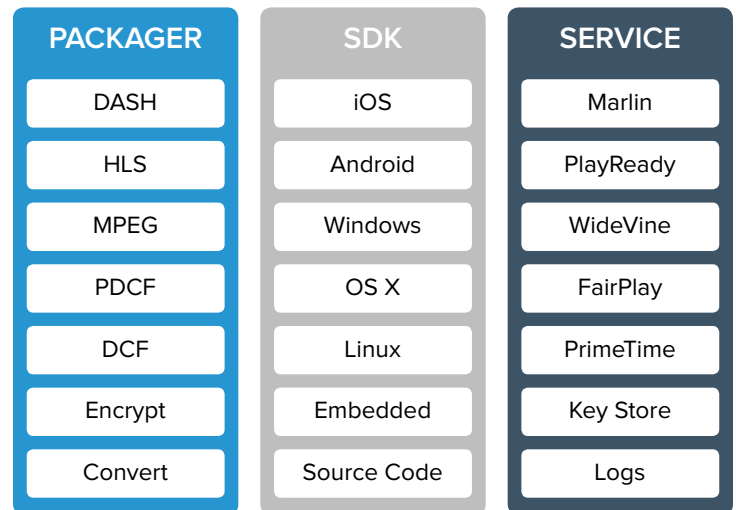 PACKAGER
DASH
HLS
MPEG
PDCF
DCF
Encrypt
Convert
SDK
iOS
Android
Windows
OS X
Linux
Embedded
Source Code
SERVICE
Marlin
PlayReady
WideVine
FairPlay
PrimeTime
Key Store
Logs